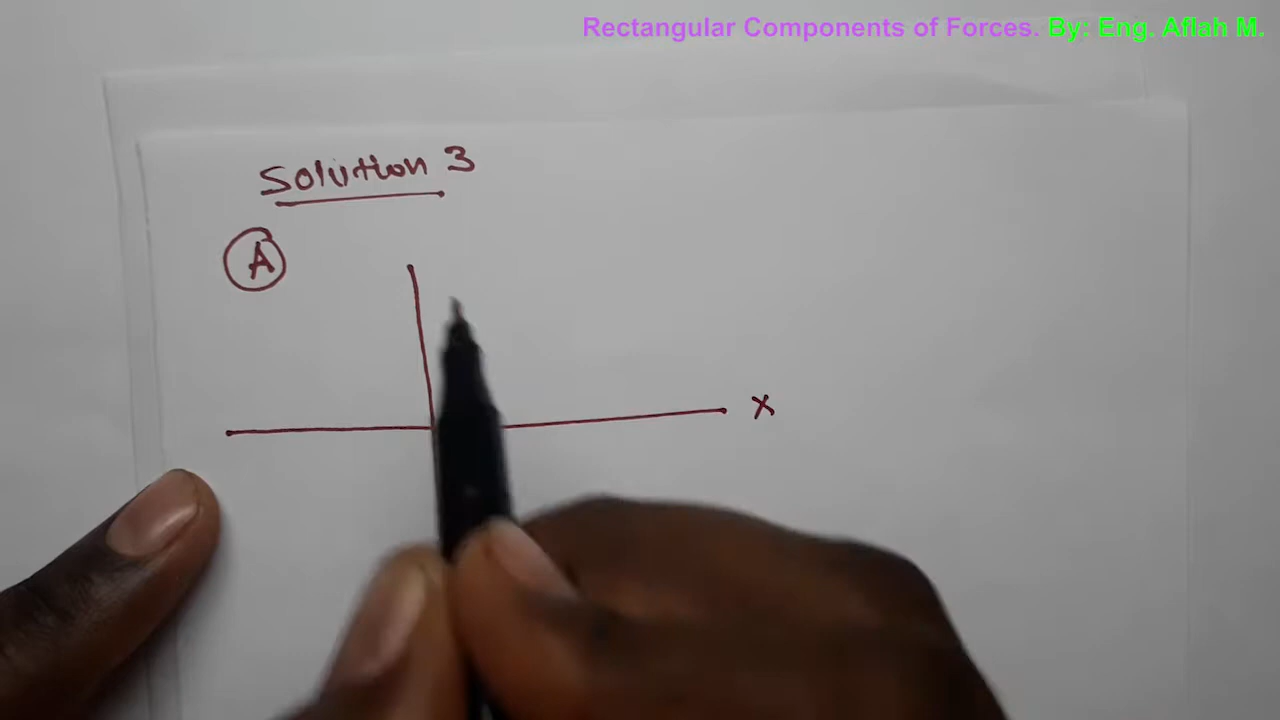 Rectangular Components of Forces. By: Eng. Aflah M.
Solution 3
A
x